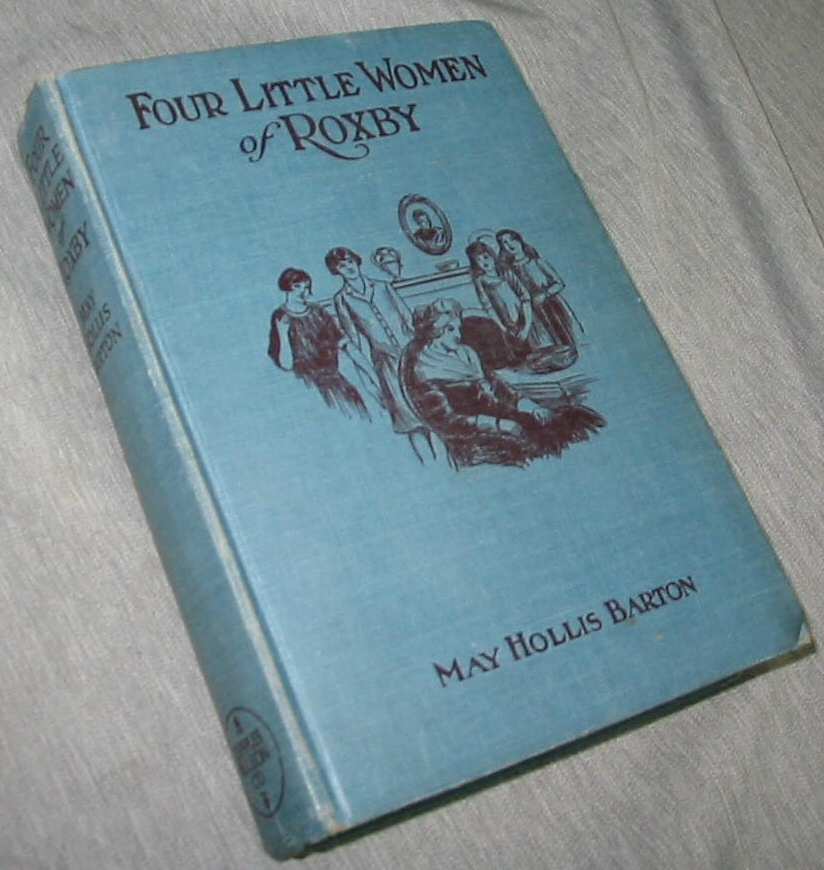 FOUR LITTLE WOMEN
of ROXBY
MAY HOLLIS BARTON
FOUR
LITTLE
WOMEN
of
ROXBY
MAY
HOLLIS
BARTON